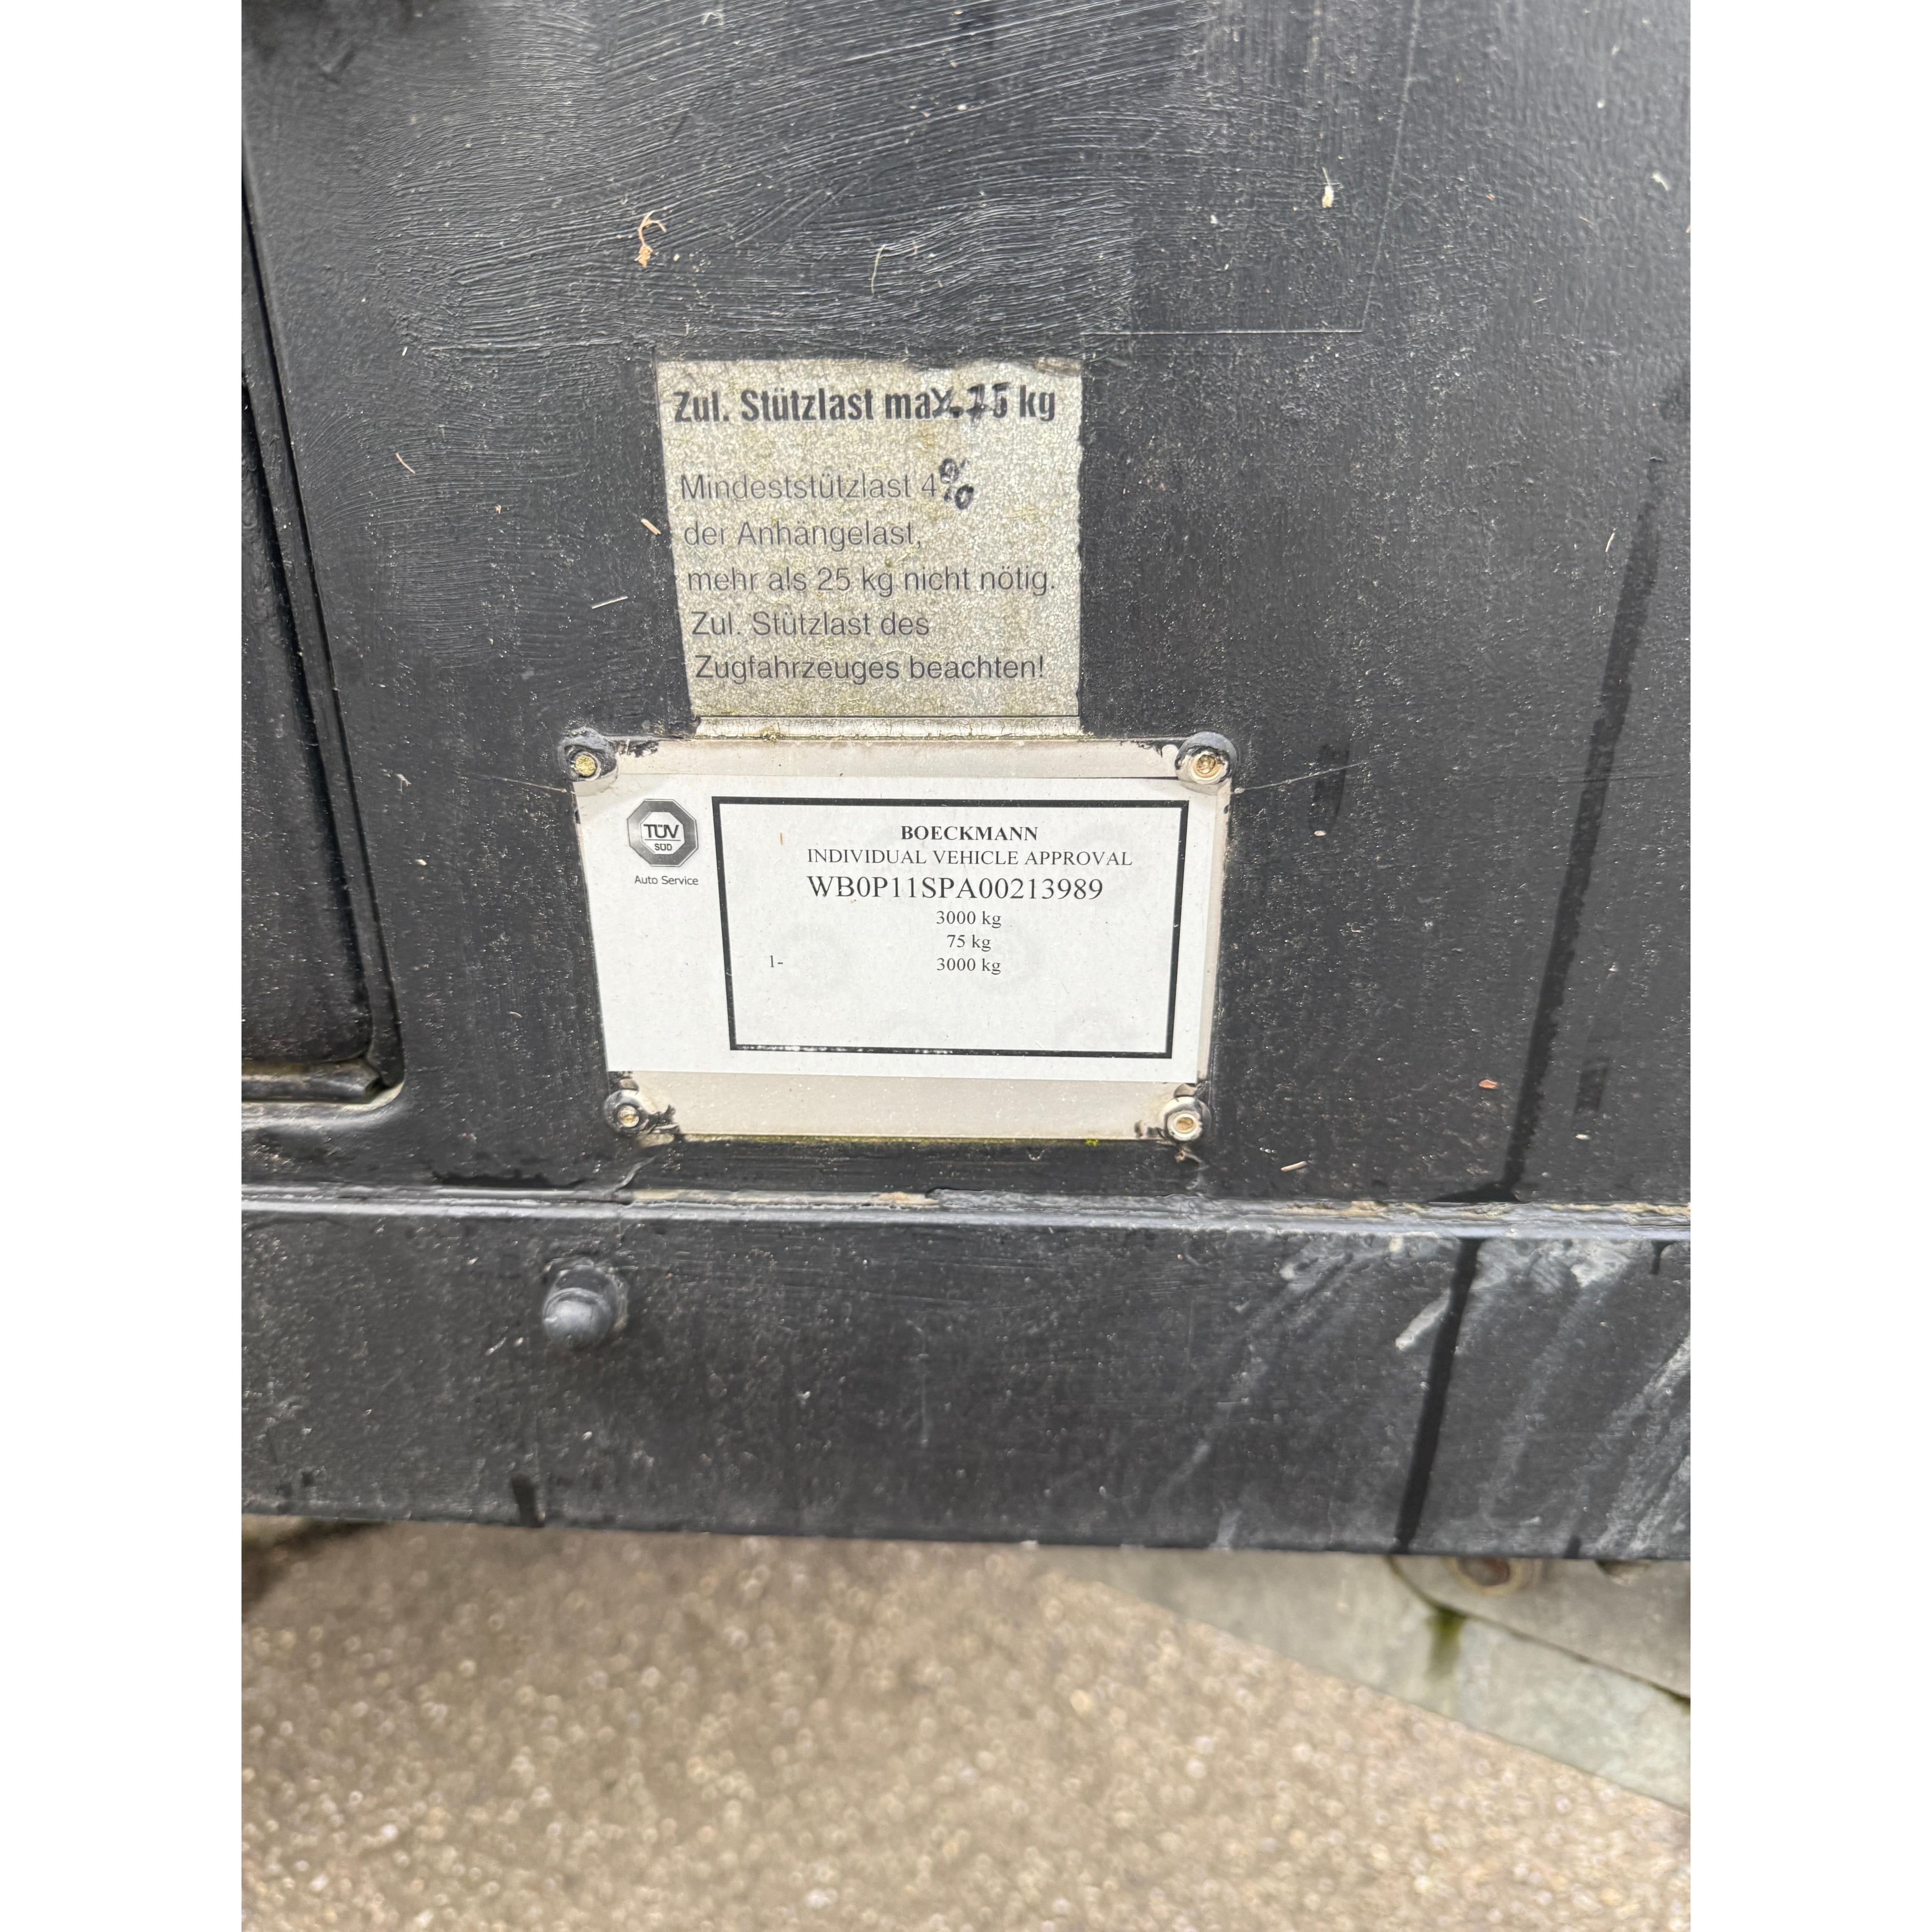 Zul. Stützlast max. 75 kg
Mindeststützlast 4%
der Anhängelast,
mehr als 25 kg nicht nötig.
Zul. Stützlast des
Zugfahrzeuges beachten!
TÜV
SÜD
Auto Service
BOECKMANN
INDIVIDUAL VEHICLE APPROVAL
WB0P11SPA00213989
3000 kg
75 kg
1- 3000 kg